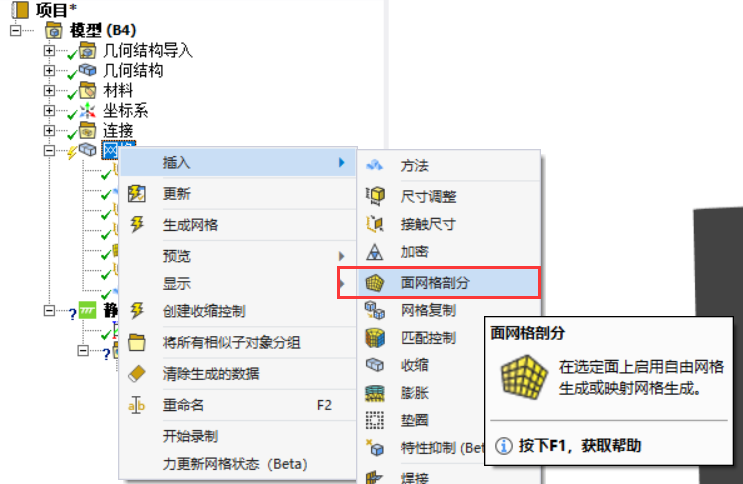 项目*
模型 (B4)
几何结构导入
几何结构
材料
坐标系
连接
插入
更新
生成网格
预览
显示
创建收缩控制
将所有相似子对象分组
清除生成的数据
重命名 F2
开始录制
力更新网格状态（Beta）
方法
尺寸调整
接触尺寸
加密
面网格剖分
网格复制
匹配控制
收缩
膨胀
垫圈
特性抑制 (Bet
焊接
静
面网格剖分
在选定面上启用自由网格
生成或映射网格生成。
按下F1，获取帮助